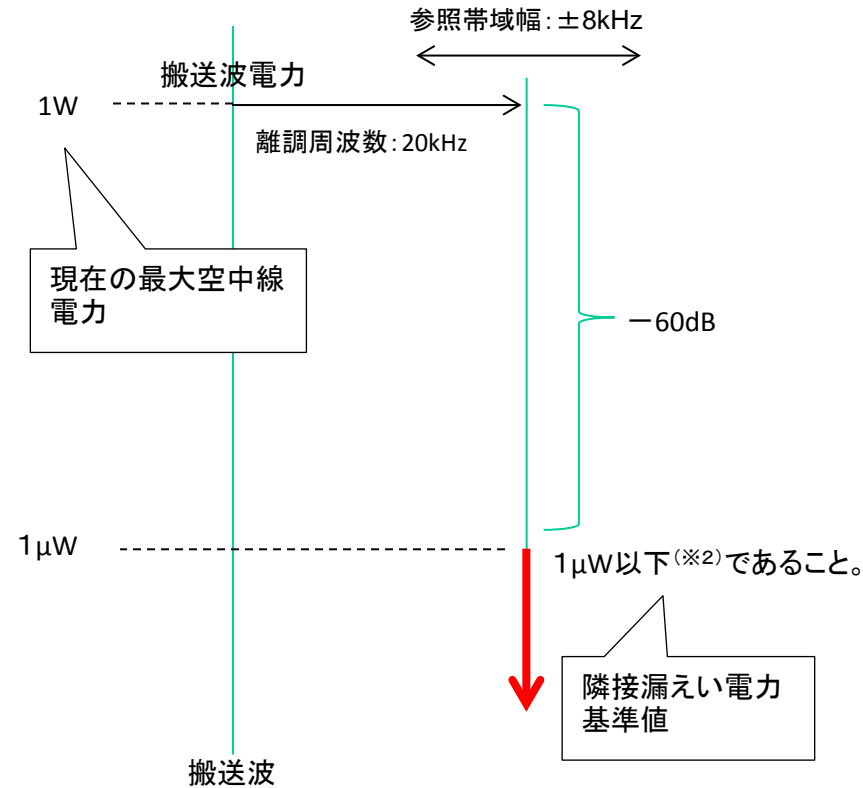 参照帯域幅:±8kHz
搬送波電力
1W
離調周波数:20kHz
現在の最大空中線
電力
－60dB
1μW
1μW以下(※2)であること。
隣接漏えい電力
基準値
搬送波